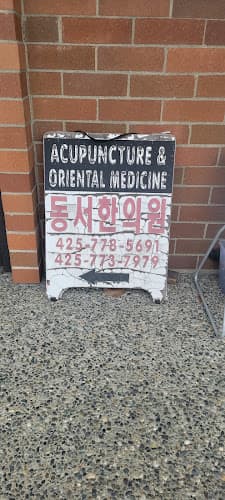 ACUPUNCTURE &
ORIENTAL MEDICINE
동서한의원
425-778-5691
425-773-7979